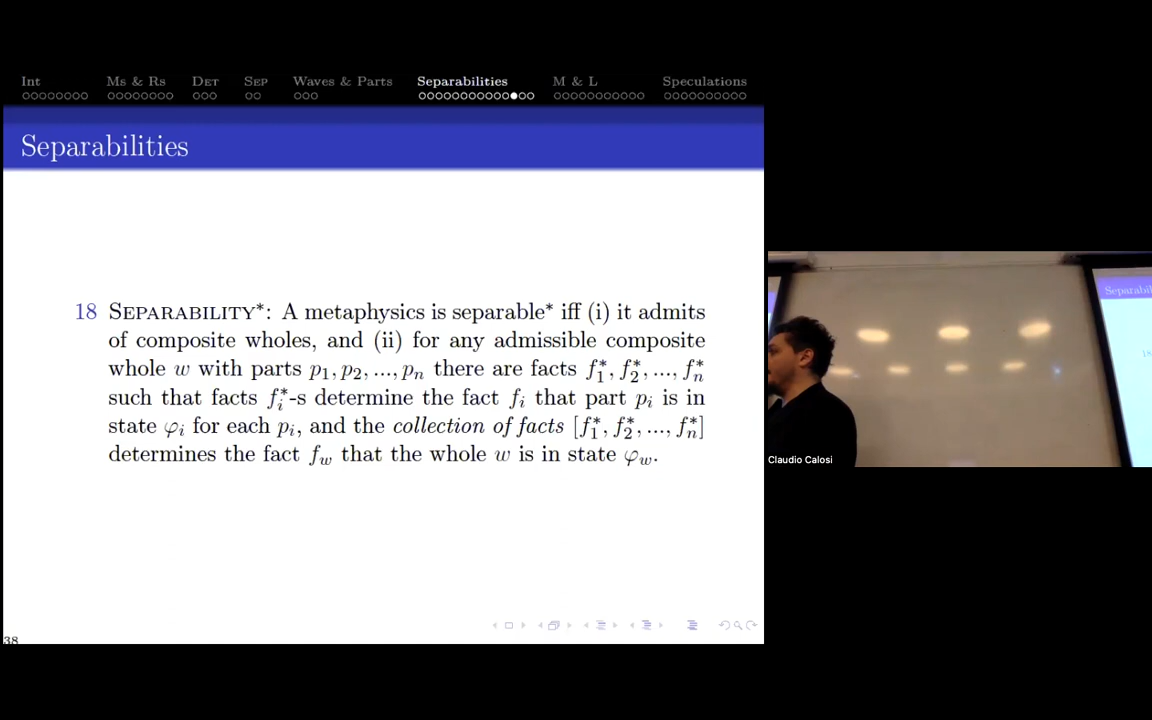 Int Ms & Rs DET SEP Waves & Parts Separabilities M & L Speculations
Separabilities
18 SEPARABILITY*: A metaphysics is separable* iff (i) it admits
of composite wholes, and (ii) for any admissible composite
whole w with parts p₁, p₂, ..., pₙ there are facts f₁*, f₂*, ..., fₙ*
such that facts fᵢ*-s determine the fact fᵢ that part pᵢ is in
state φᵢ for each pᵢ, and the collection of facts [f₁*, f₂*, ..., fₙ*]
determines the fact f_w that the whole w is in state φ_w.
38
Claudio Calosi
Separabil